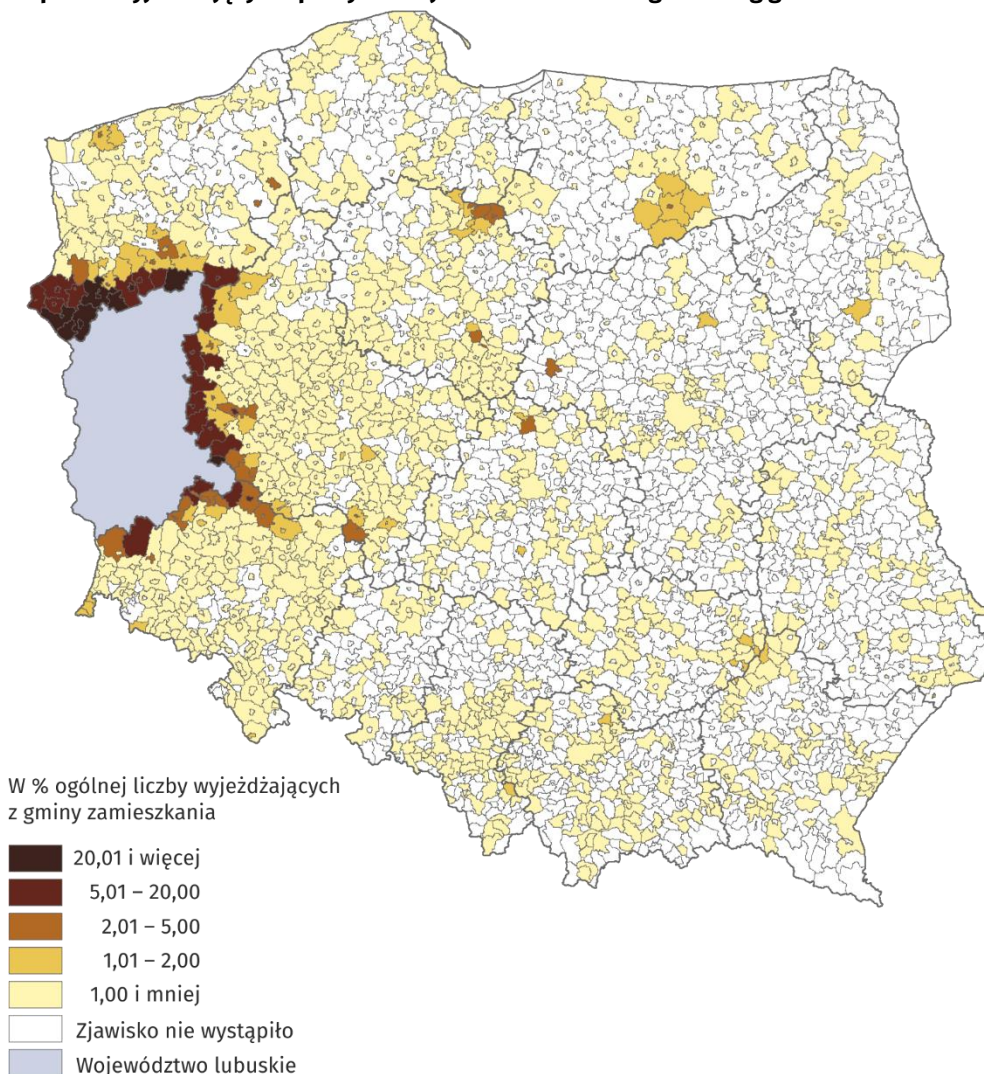 W % ogólnej liczby wyjeżdżających
z gminy zamieszkania
20,01 i więcej
5,01 – 20,00
2,01 – 5,00
1,01 – 2,00
1,00 i mniej
Zjawisko nie wystąpiło
Województwo lubuskie